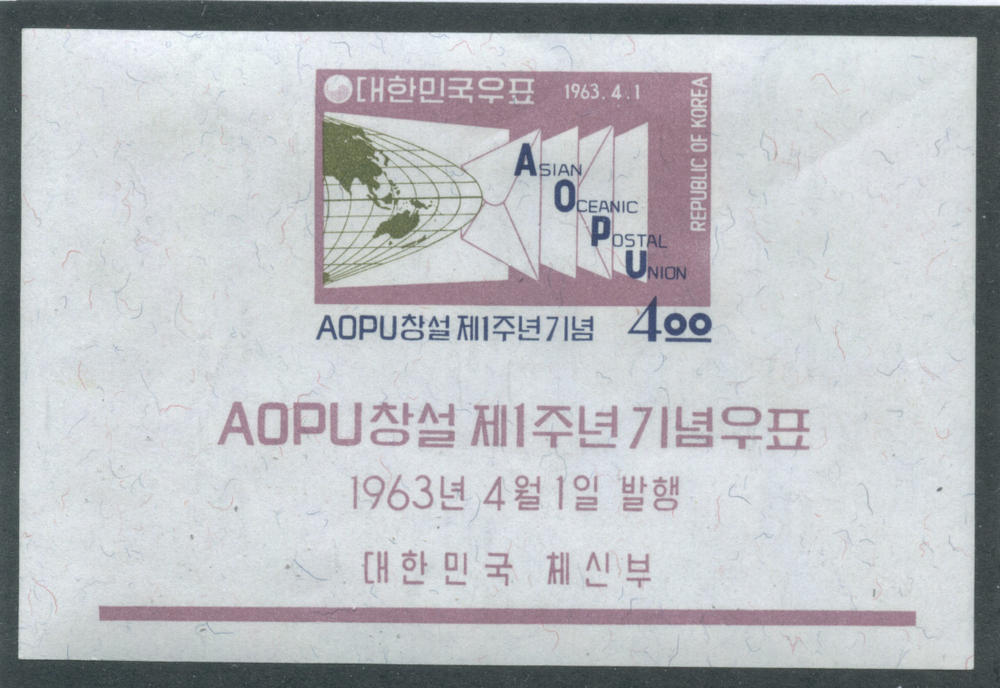 대한민국우표 1963.4.1
REPUBLIC OF KOREA
ASIAN
OCEANIC
POSTAL
UNION
AOPU창설제1주년기념 400
AOPU창설 제1주년기념우표
1963년 4월1일 발행
대한민국 체신부